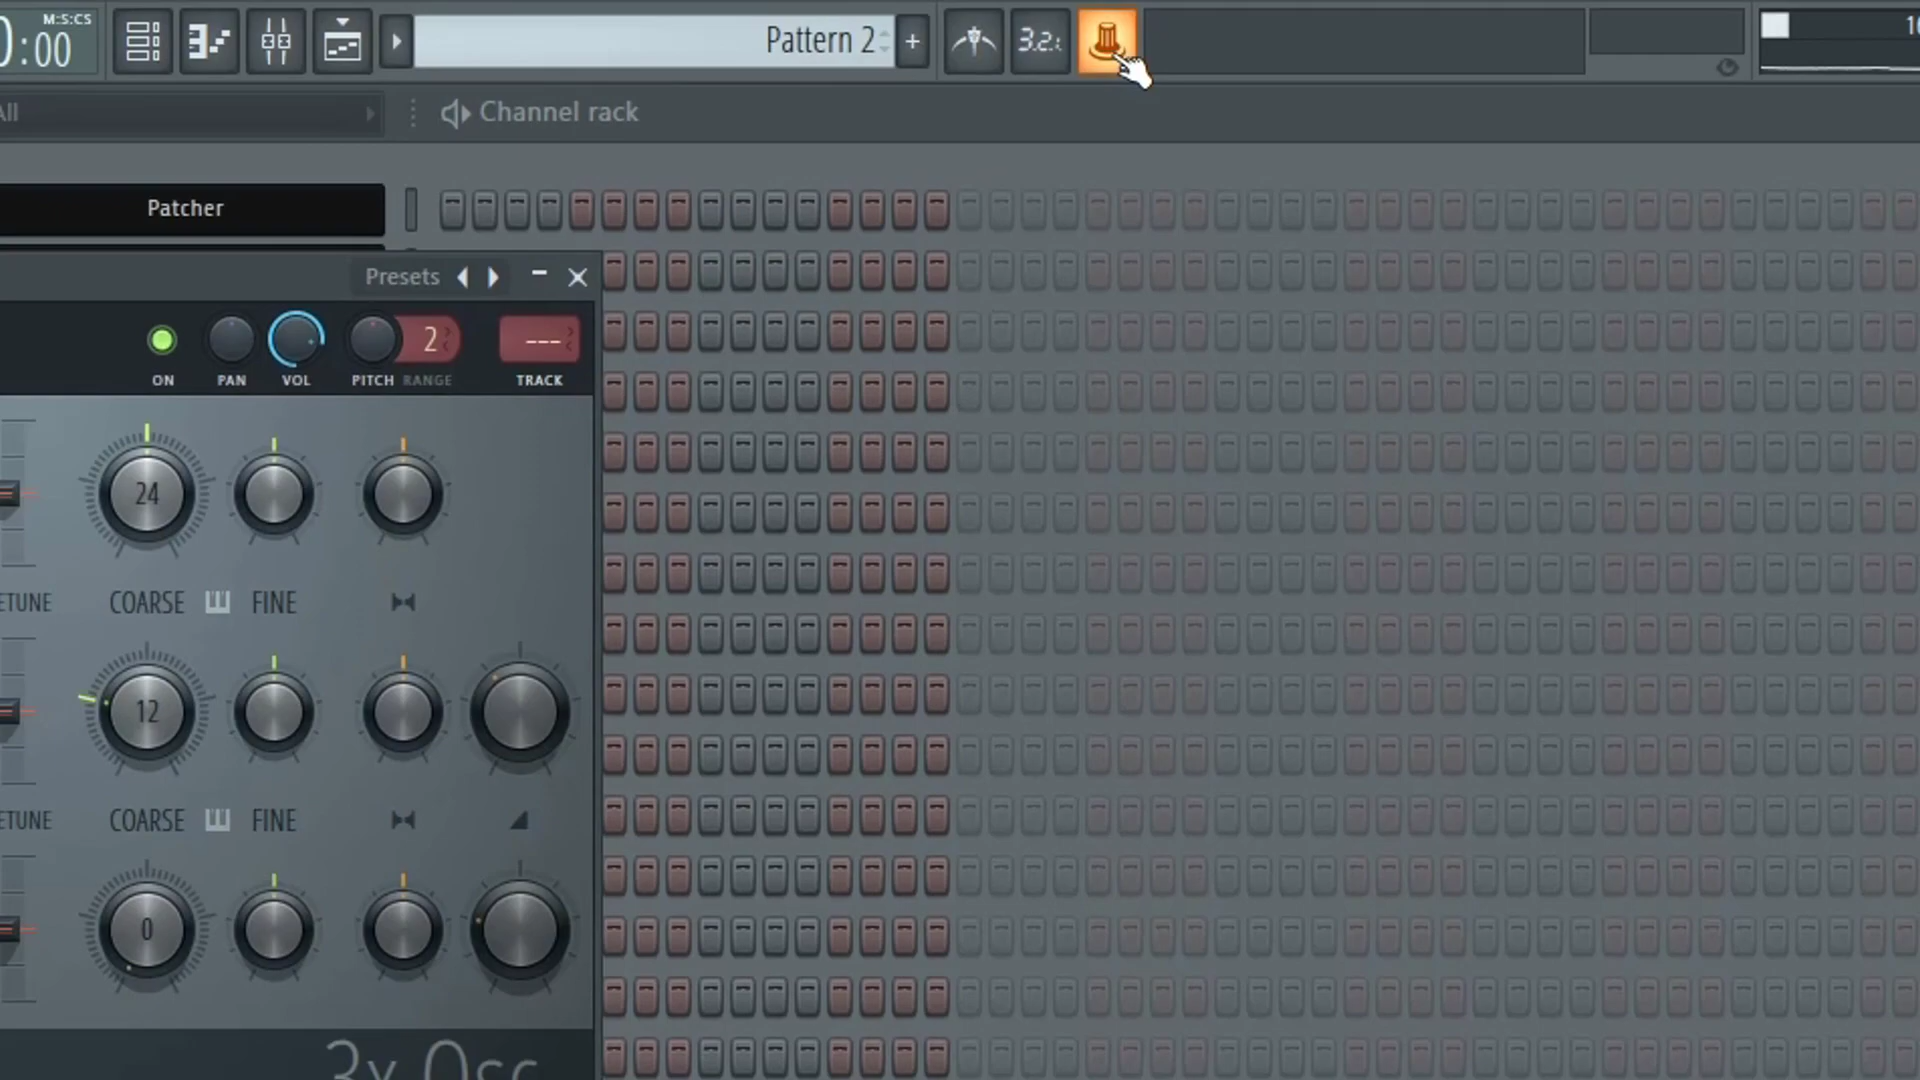 M:S:CS
0:00
Pattern 2
+
3.2.
All
Channel rack
Patcher
Presets
2
---
ON
PAN
VOL
PITCH RANGE
TRACK
24
ETUNE
COARSE
FINE
12
ETUNE
COARSE
FINE
0
3x Osc